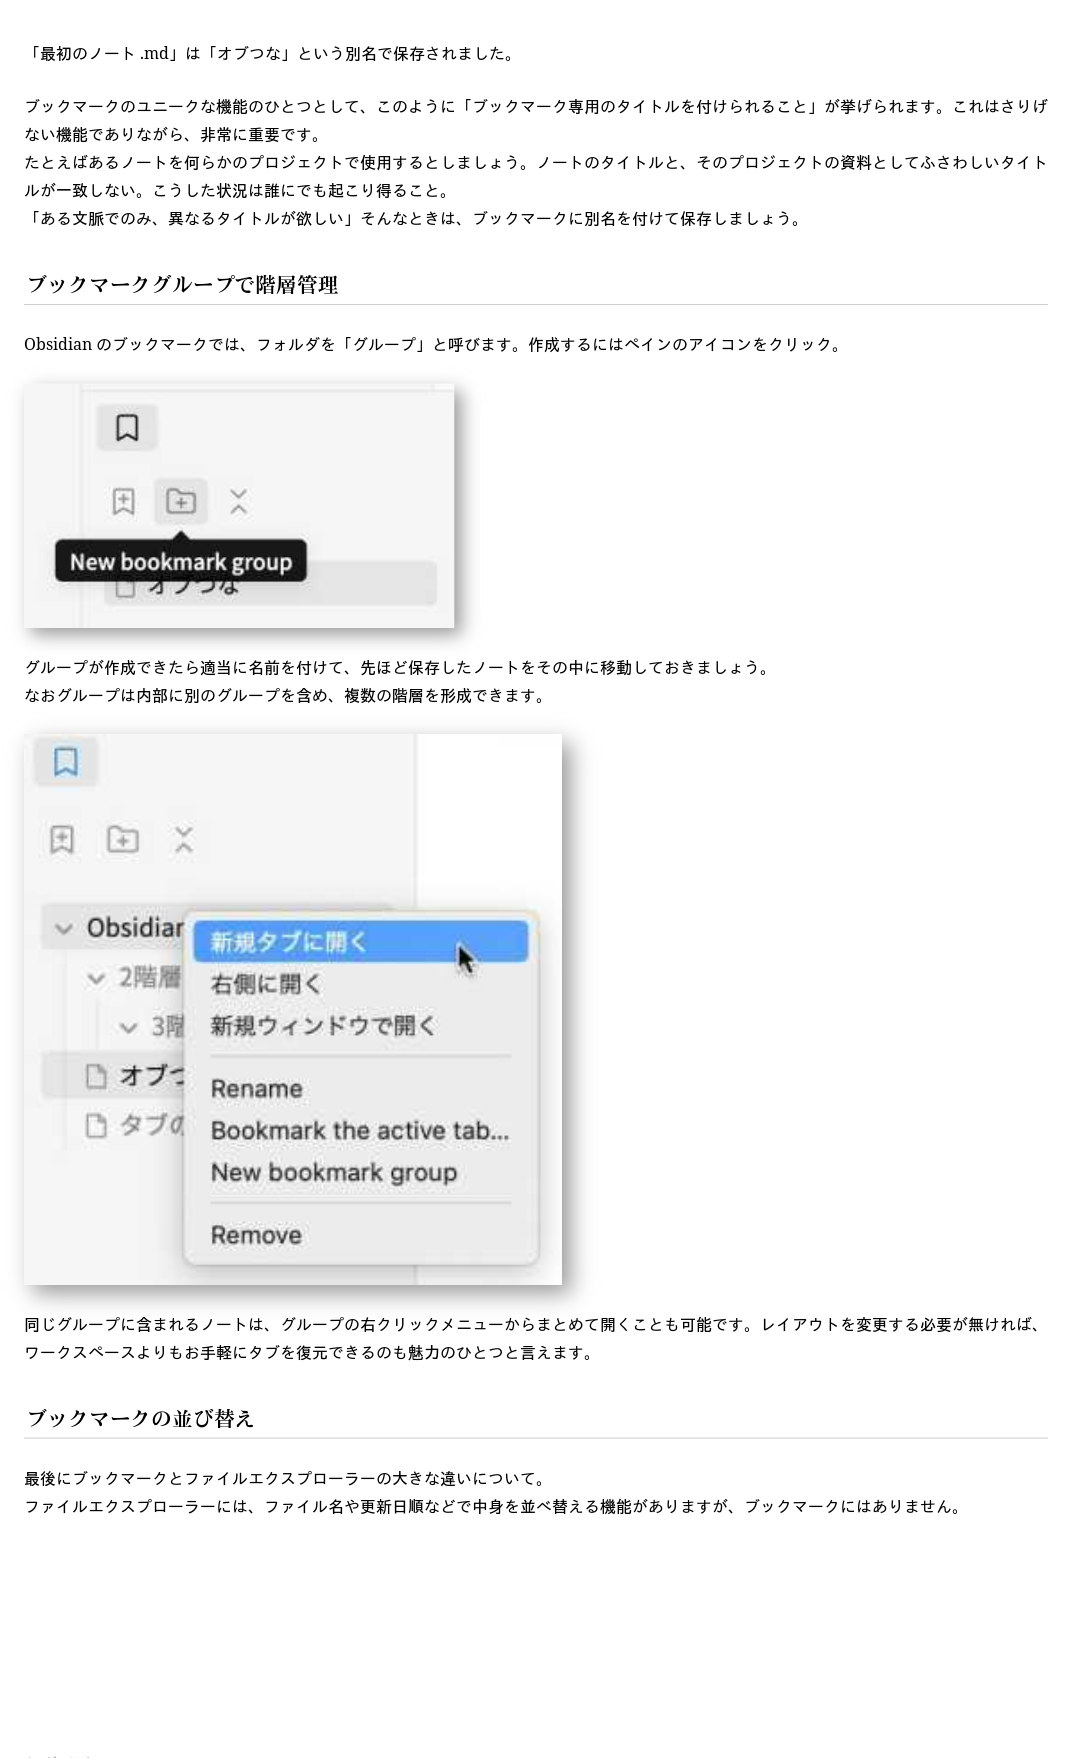 「最初のノート .md」は「オブつな」という別名で保存されました。
ブックマークのユニークな機能のひとつとして、このように「ブックマーク専用のタイトルを付けられること」が挙げられます。これはさりげ
ない機能でありながら、非常に重要です。
たとえばあるノートを何らかのプロジェクトで使用するとしましょう。ノートのタイトルと、そのプロジェクトの資料としてふさわしいタイト
ルが一致しない。こうした状況は誰にでも起こり得ること。
「ある文脈でのみ、異なるタイトルが欲しい」そんなときは、ブックマークに別名を付けて保存しましょう。
ブックマークグループで階層管理
Obsidian のブックマークでは、フォルダを「グループ」と呼びます。作成するにはペインのアイコンをクリック。
New bookmark group
オブつな
グループが作成できたら適当に名前を付けて、先ほど保存したノートをその中に移動しておきましょう。
なおグループは内部に別のグループを含め、複数の階層を形成できます。
Obsidian
新規タブに開く
2階層
右側に開く
3階
新規ウィンドウで開く
オブつ
Rename
タブの
Bookmark the active tab...
New bookmark group
Remove
同じグループに含まれるノートは、グループの右クリックメニューからまとめて開くことも可能です。レイアウトを変更する必要が無ければ、
ワークスペースよりもお手軽にタブを復元できるのも魅力のひとつと言えます。
ブックマークの並び替え
最後にブックマークとファイルエクスプローラーの大きな違いについて。
ファイルエクスプローラーには、ファイル名や更新日順などで中身を並べ替える機能がありますが、ブックマークにはありません。